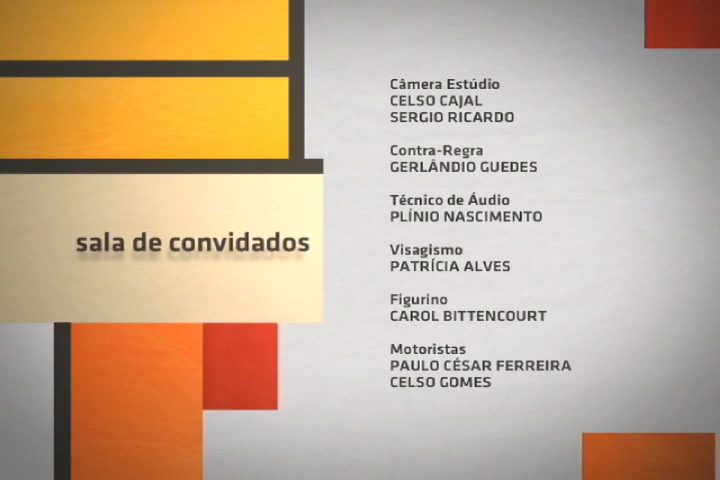 sala de convidados
Câmera Estúdio
CELSO CAJAL
SERGIO RICARDO
Contra-Regra
GERLÂNDIO GUEDES
Técnico de Áudio
PLÍNIO NASCIMENTO
Visagismo
PATRÍCIA ALVES
Figurino
CAROL BITTENCOURT
Motoristas
PAULO CÉSAR FERREIRA
CELSO GOMES